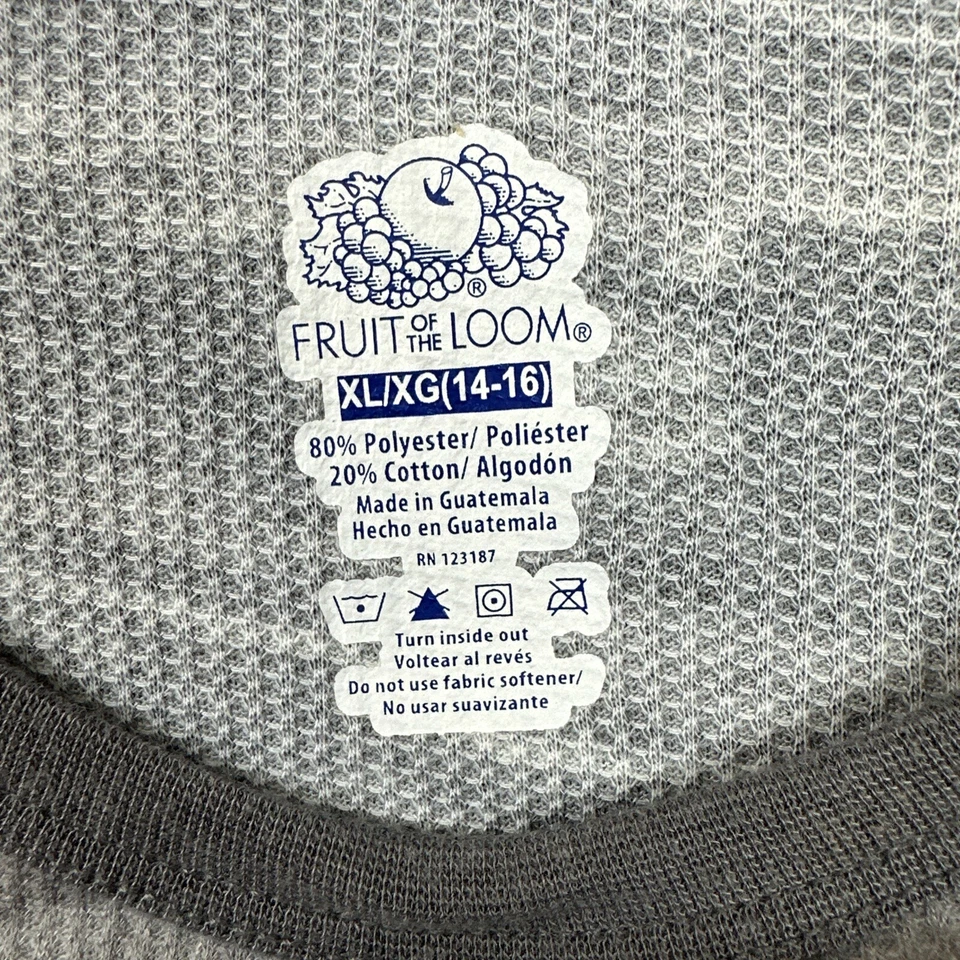 ®
FRUIT OF THE LOOM®
XL/XG(14-16)
80% Polyester/ Poliéster
20% Cotton/ Algodón
Made in Guatemala
Hecho en Guatemala
RN 123187
Turn inside out
Voltear al revés
Do not use fabric softener/
No usar suavizante